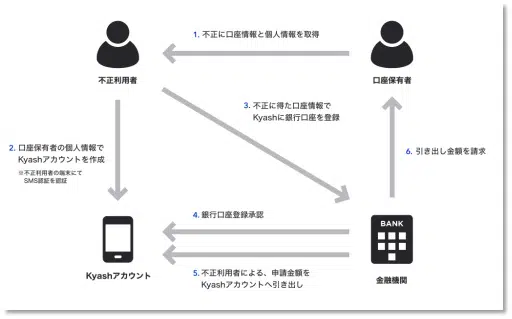 1. 不正に口座情報と個人情報を取得
不正利用者
口座保有者
3. 不正に得た口座情報で
Kyashに銀行口座を登録
2. 口座保有者の個人情報で
Kyashアカウントを作成
※不正利用者の端末にて
SMS認証を認証
6. 引き出し金額を請求
4. 銀行口座登録承認
BANK
5. 不正利用者による、申請金額を
Kyashアカウントへ引き出し
Kyashアカウント
金融機関